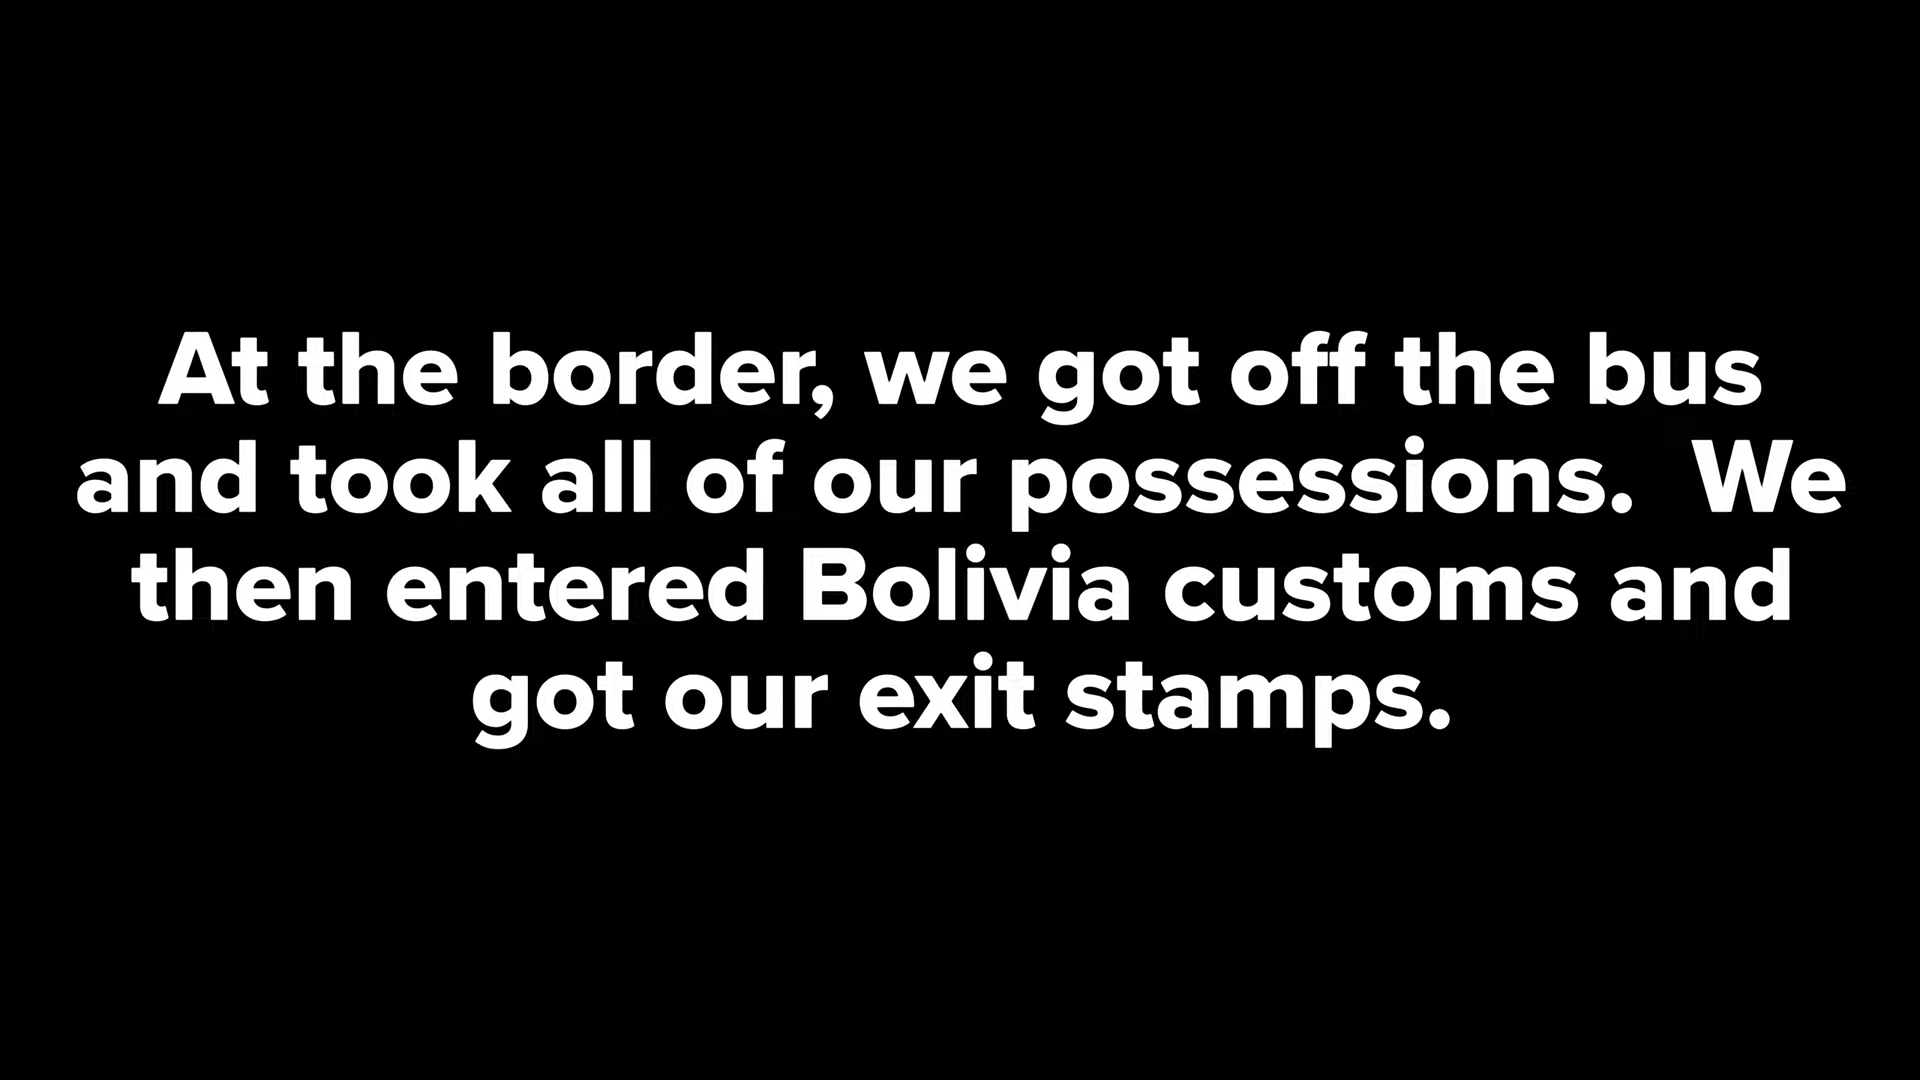 At the border, we got off the bus
and took all of our possessions.  We
then entered Bolivia customs and
got our exit stamps.